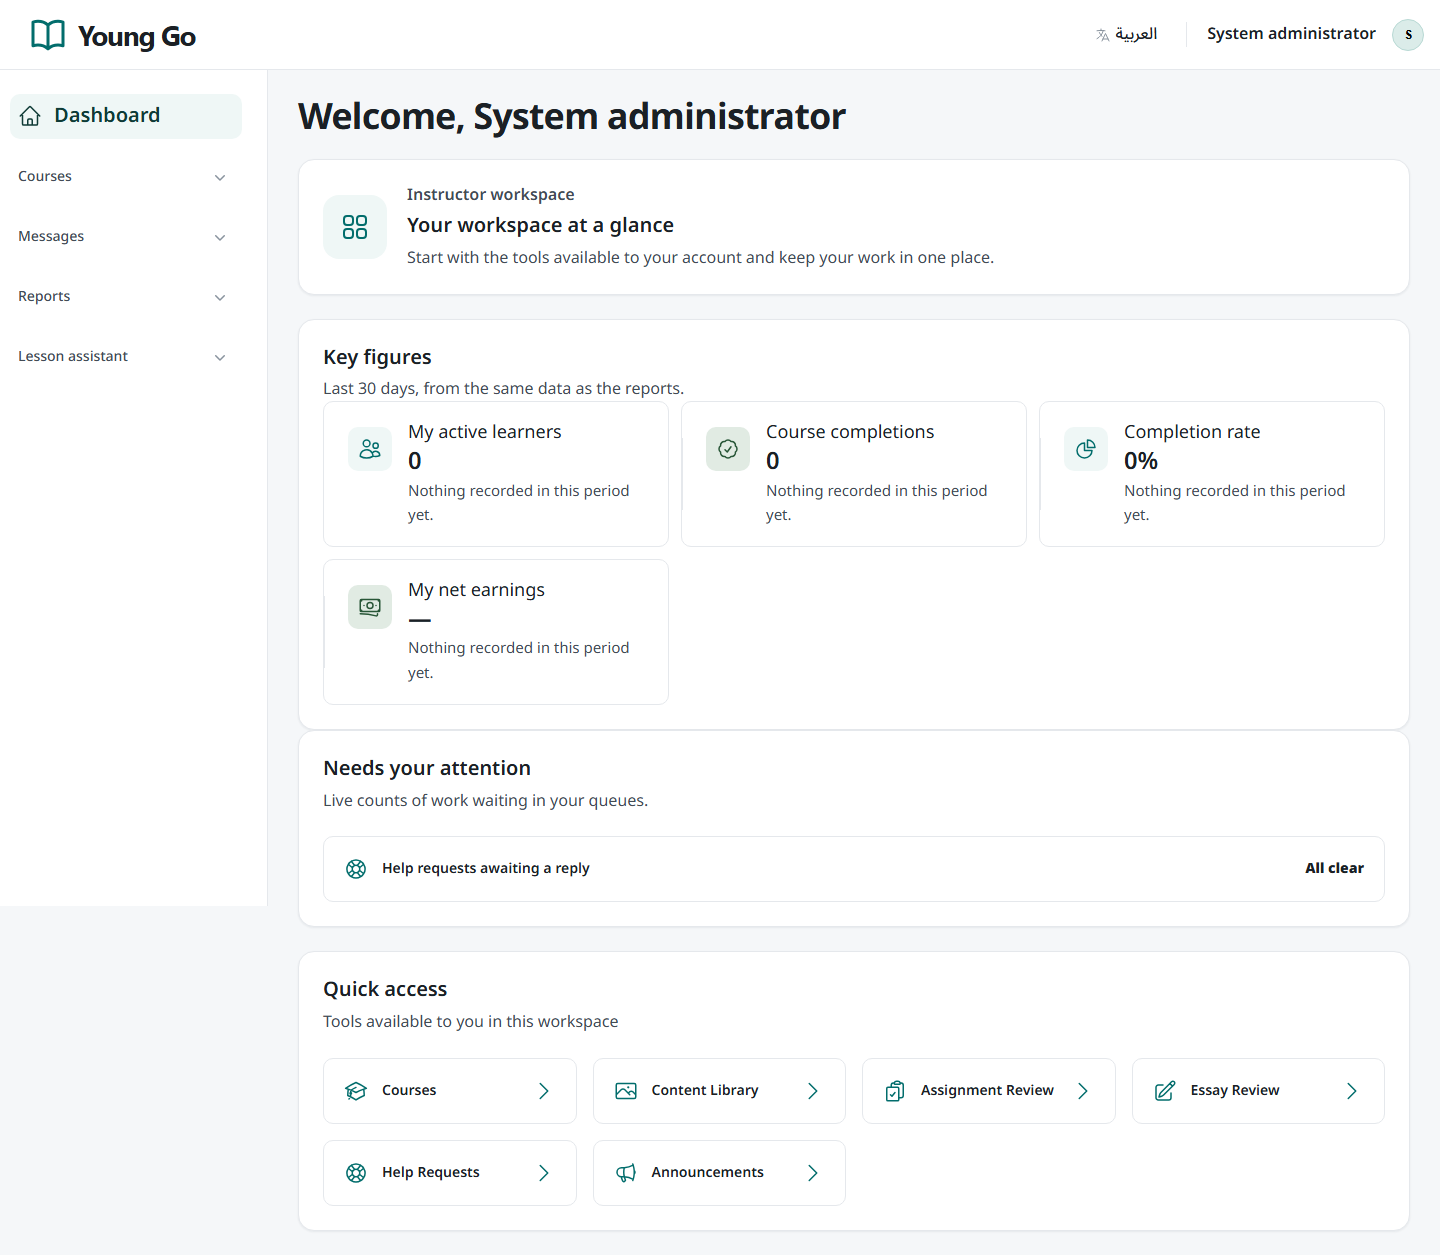 Young Go
العربية
System administrator
S
Dashboard
Courses
Messages
Reports
Lesson assistant
Welcome, System administrator
Instructor workspace
Your workspace at a glance
Start with the tools available to your account and keep your work in one place.
Key figures
Last 30 days, from the same data as the reports.
My active learners
0
Nothing recorded in this period
yet.
Course completions
0
Nothing recorded in this period
yet.
Completion rate
0%
Nothing recorded in this period
yet.
My net earnings
—
Nothing recorded in this period
yet.
Needs your attention
Live counts of work waiting in your queues.
Help requests awaiting a reply
All clear
Quick access
Tools available to you in this workspace
Courses
Content Library
Assignment Review
Essay Review
Help Requests
Announcements